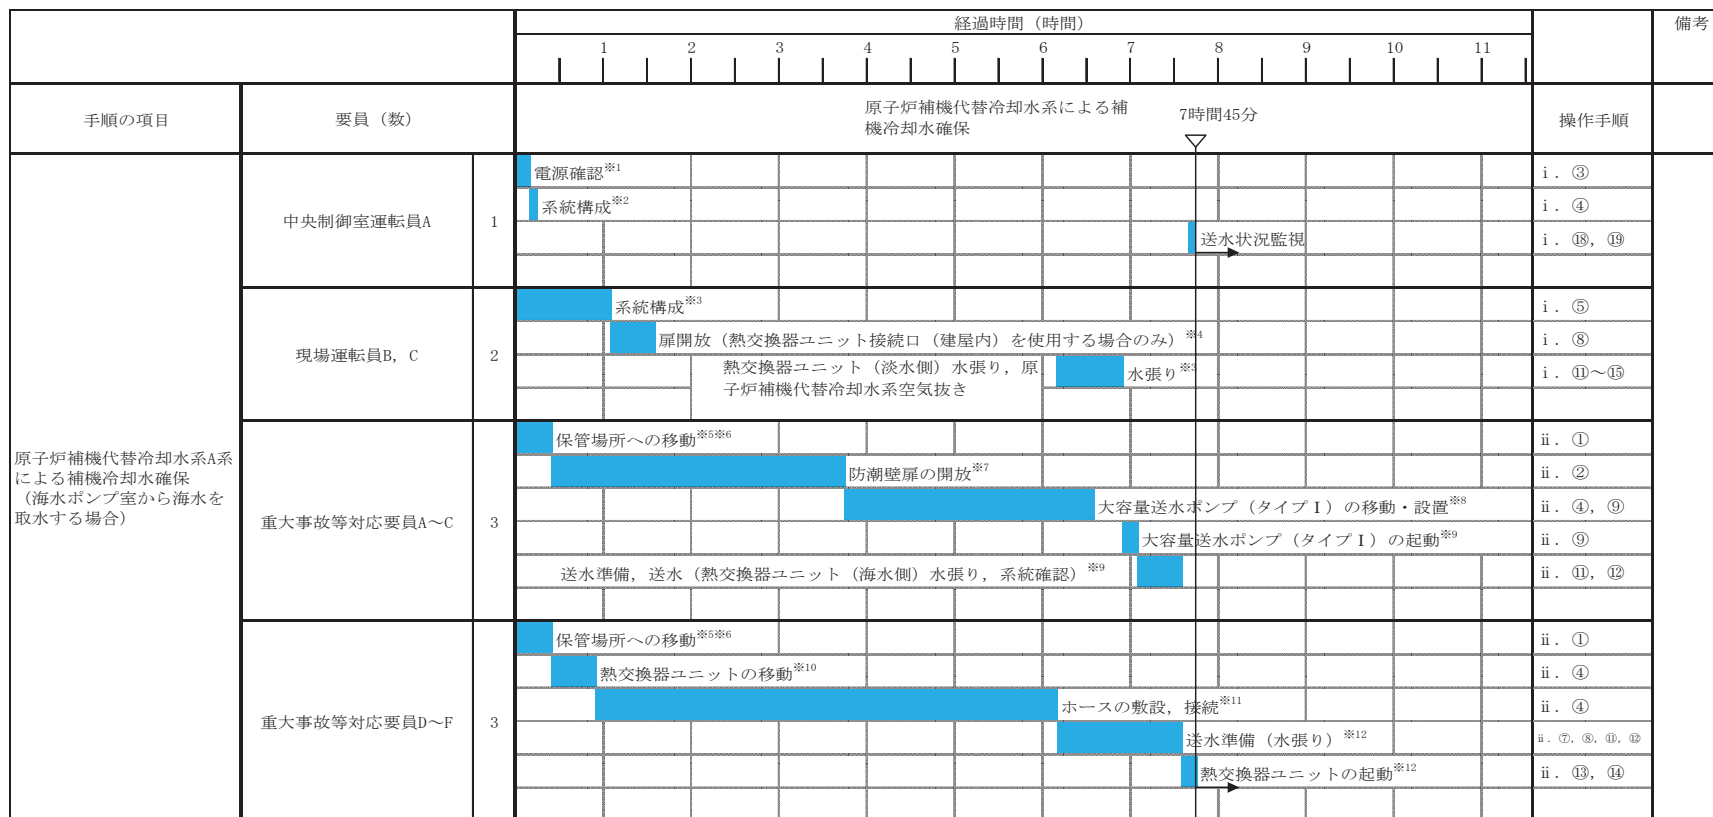 経過時間（時間）
備考
1 2 3 4 5 6 7 8 9 10 11
手順の項目
要員（数）
原子炉補機代替冷却水系による補
機冷却水確保
7時間45分
操作手順
原子炉補機代替冷却水系A系
による補機冷却水確保
（海水ポンプ室から海水を
取水する場合）
中央制御室運転員A
1
電源確認※1
ⅰ．③
系統構成※2
ⅰ．④
送水状況監視
ⅰ．⑱，⑲
現場運転員B，C
2
系統構成※3
ⅰ．⑤
扉開放（熱交換器ユニット接続口（建屋内）を使用する場合のみ）※4
ⅰ．⑧
熱交換器ユニット（淡水側）水張り，原
子炉補機代替冷却水系空気抜き
水張り※3
ⅰ．⑪～⑮
重大事故等対応要員A～C
3
保管場所への移動※5※6
ⅱ．①
防潮壁扉の開放※7
ⅱ．②
大容量送水ポンプ（タイプⅠ）の移動・設置※8
ⅱ．④，⑨
大容量送水ポンプ（タイプⅠ）の起動※9
ⅱ．⑨
送水準備，送水（熱交換器ユニット（海水側）水張り，系統確認）※9
ⅱ．⑪，⑫
重大事故等対応要員D～F
3
保管場所への移動※5※6
ⅱ．①
熱交換器ユニットの移動※10
ⅱ．④
ホースの敷設，接続※11
ⅱ．④
送水準備（水張り）※12
ⅱ．⑦，⑧，⑪，⑫
熱交換器ユニットの起動※12
ⅱ．⑬，⑭